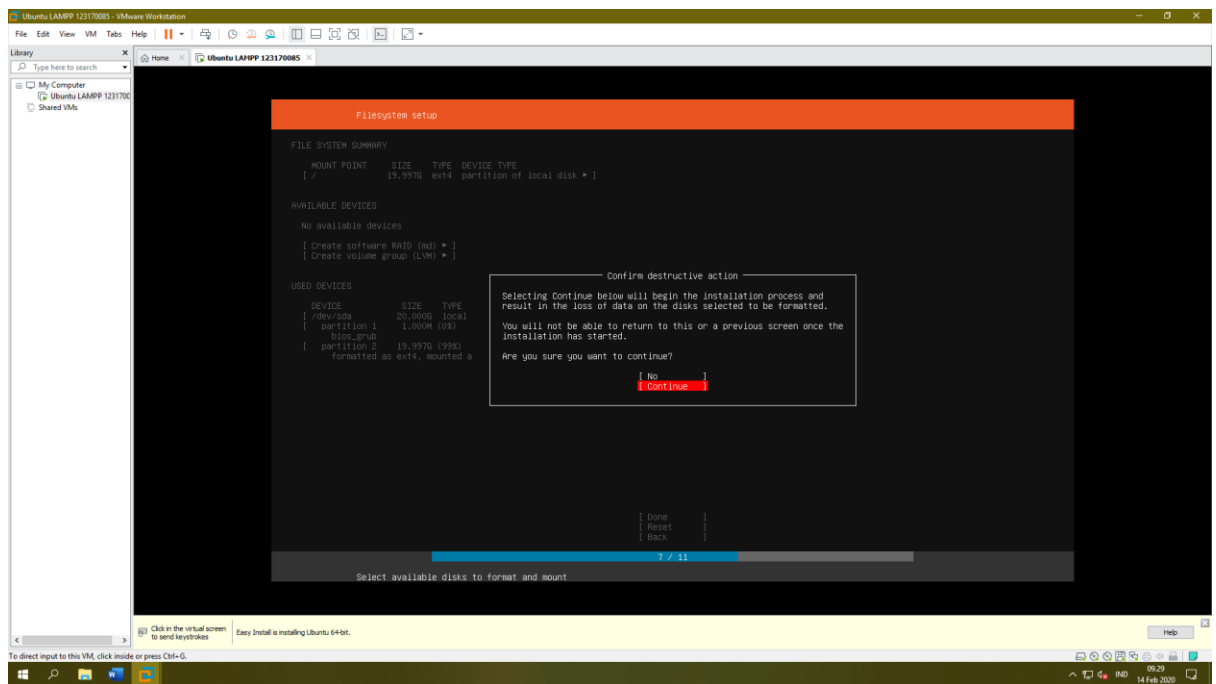 Ubuntu LAMPP 123170085 - VMware Workstation
File Edit View VM Tabs Help
Library
Type here to search
Home
Ubuntu LAMPP 123170085
My Computer
Ubuntu LAMPP 1231700
Shared VMs
Filesystem setup
FILE SYSTEM SUMMARY
MOUNT POINT SIZE TYPE DEVICE TYPE
[ / 19.997G ext4 partition of local disk ▸ ]
AVAILABLE DEVICES
No available devices
[ Create software RAID (md) ▸ ]
[ Create volume group (LVM) ▸ ]
USED DEVICES
DEVICE SIZE TYPE
[ /dev/sda 20.000G local
[ partition 1 1.000M (0%)
bios_grub
[ partition 2 19.997G (99%)
formatted as ext4, mounted a
Confirm destructive action
Selecting Continue below will begin the installation process and
result in the loss of data on the disks selected to be formatted.
You will not be able to return to this or a previous screen once the
installation has started.
Are you sure you want to continue?
[ No ]
[ Continue ]
[ Done ]
[ Reset ]
[ Back ]
7 / 11
Select available disks to format and mount
Click in the virtual screen
to send keystrokes
Easy Install is installing Ubuntu 64-bit.
Help
To direct input to this VM, click inside or press Ctrl+G.
IND
09.29
14 Feb 2020